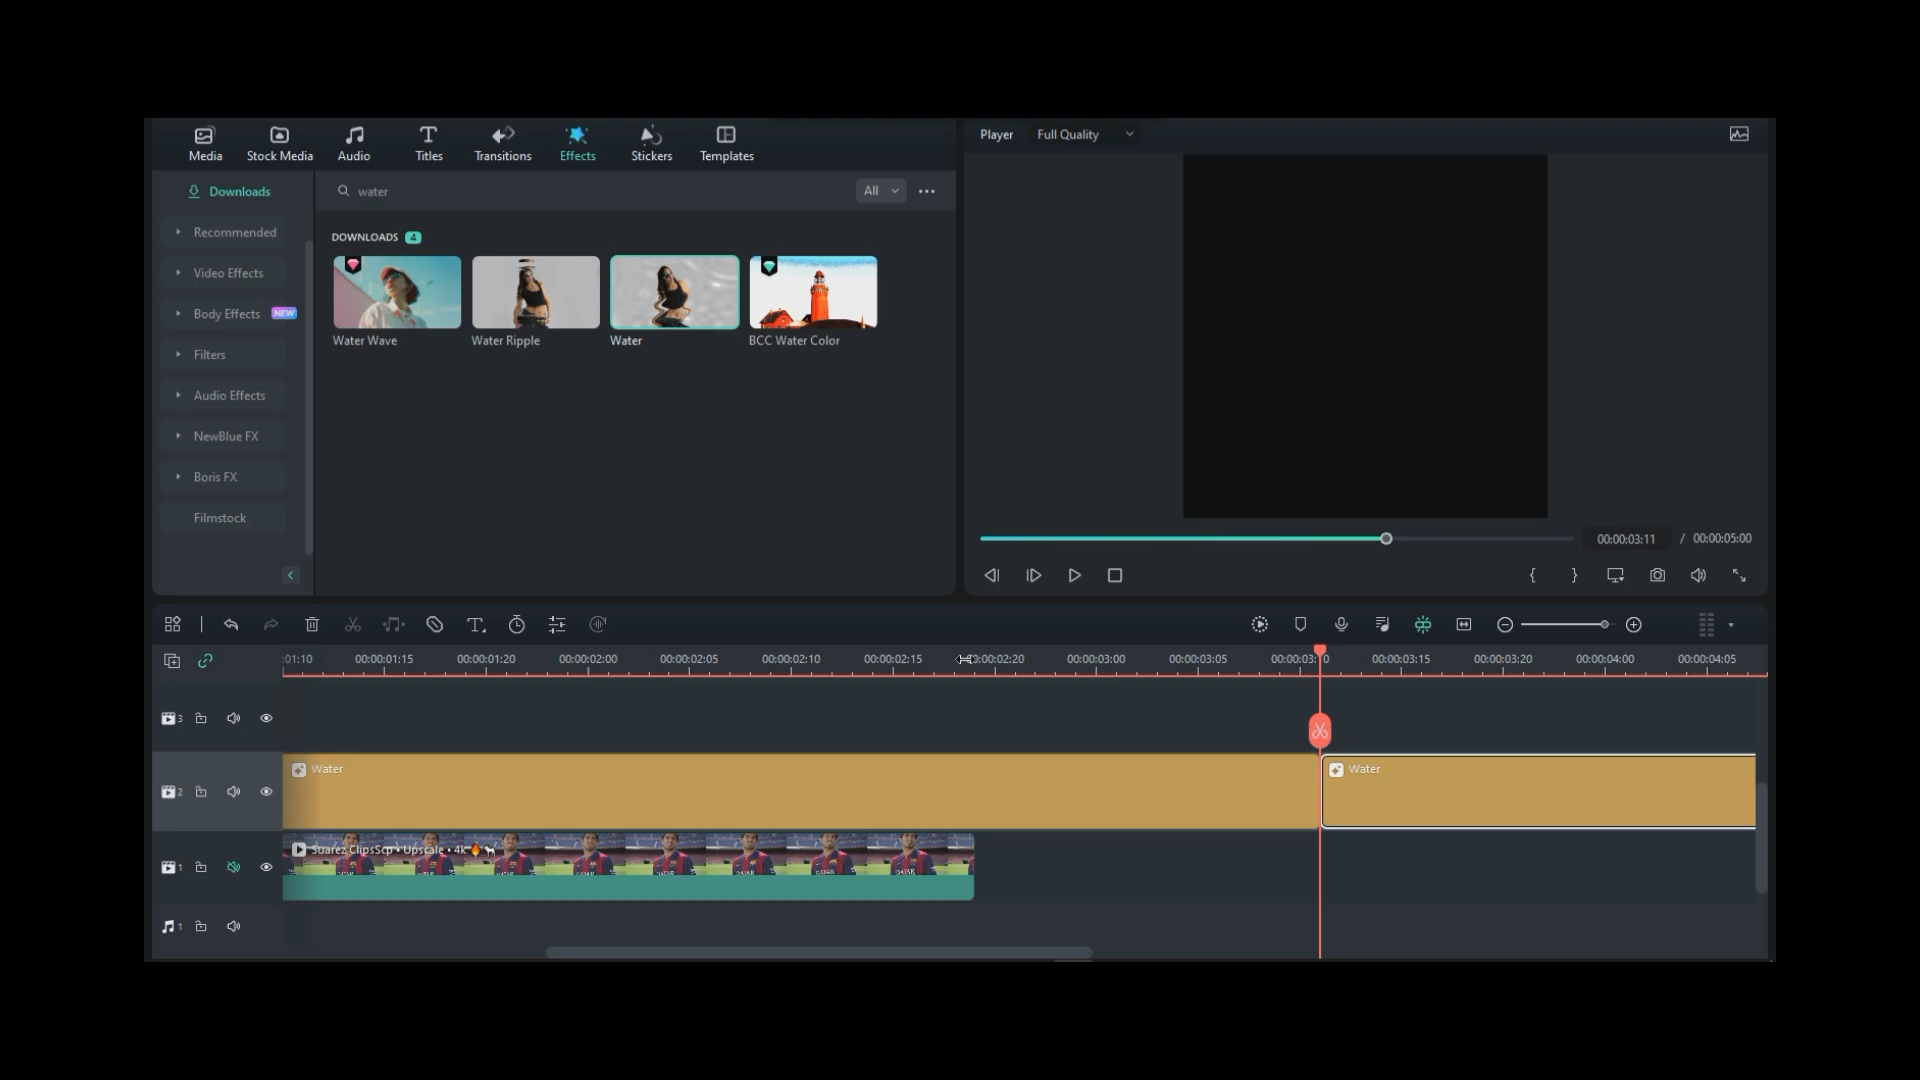 Media Stock Media Audio Titles Transitions Effects Stickers Templates
Player Full Quality
Downloads
water
All
Recommended
Video Effects
Body Effects NEW
Filters
Audio Effects
NewBlue FX
Boris FX
Filmstock
DOWNLOADS 4
Water Wave
Water Ripple
Water
BCC Water Color
00:00:03:11 / 00:00:05:00
:01:10 00:00:01:15 00:00:01:20 00:00:02:00 00:00:02:05 00:00:02:10 00:00:02:15 00:00:02:20 00:00:03:00 00:00:03:05 00:00:03:10 00:00:03:15 00:00:03:20 00:00:04:00 00:00:04:05
3
2
Water
Water
1
Suarez ClipsScp • Upscale • 4k🔥🐪
1